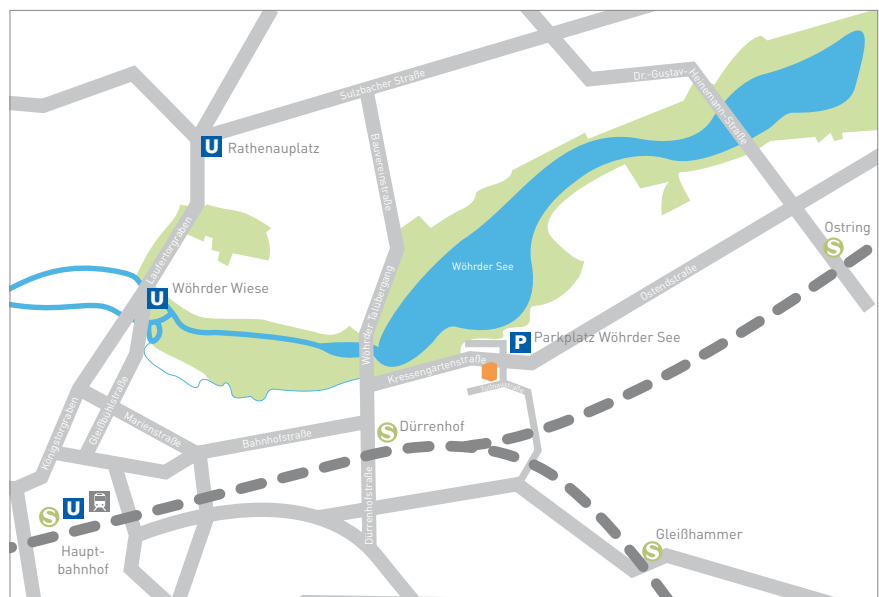 Sulzbacher Straße
Dr.-Gustav-
Heinemann-Straße
U
Rathenauplatz
Bauvereinstraße
Laufertorgraben
Ostring
S
Wöhrder See
Ostendstraße
U
Wöhrder Wiese
Wöhrder Talübergang
P
Parkplatz Wöhrder See
Kressengartenstraße
Gleißbühlstraße
Königstorgraben
Marienstraße
Bahnhofstraße
S
Dürrenhof
Dürrenhofstraße
S
U
Haupt-
bahnhof
Gleißhammer
S